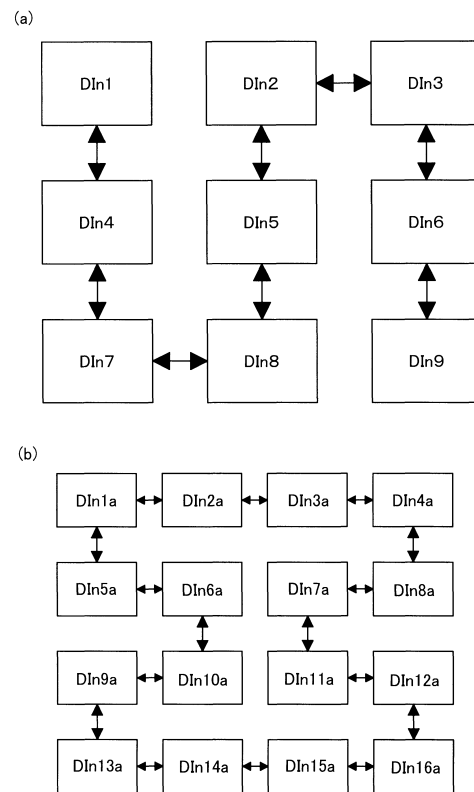 (a)
DIn1 DIn2 DIn3
DIn4 DIn5 DIn6
DIn7 DIn8 DIn9
(b)
DIn1a DIn2a DIn3a DIn4a
DIn5a DIn6a DIn7a DIn8a
DIn9a DIn10a DIn11a DIn12a
DIn13a DIn14a DIn15a DIn16a